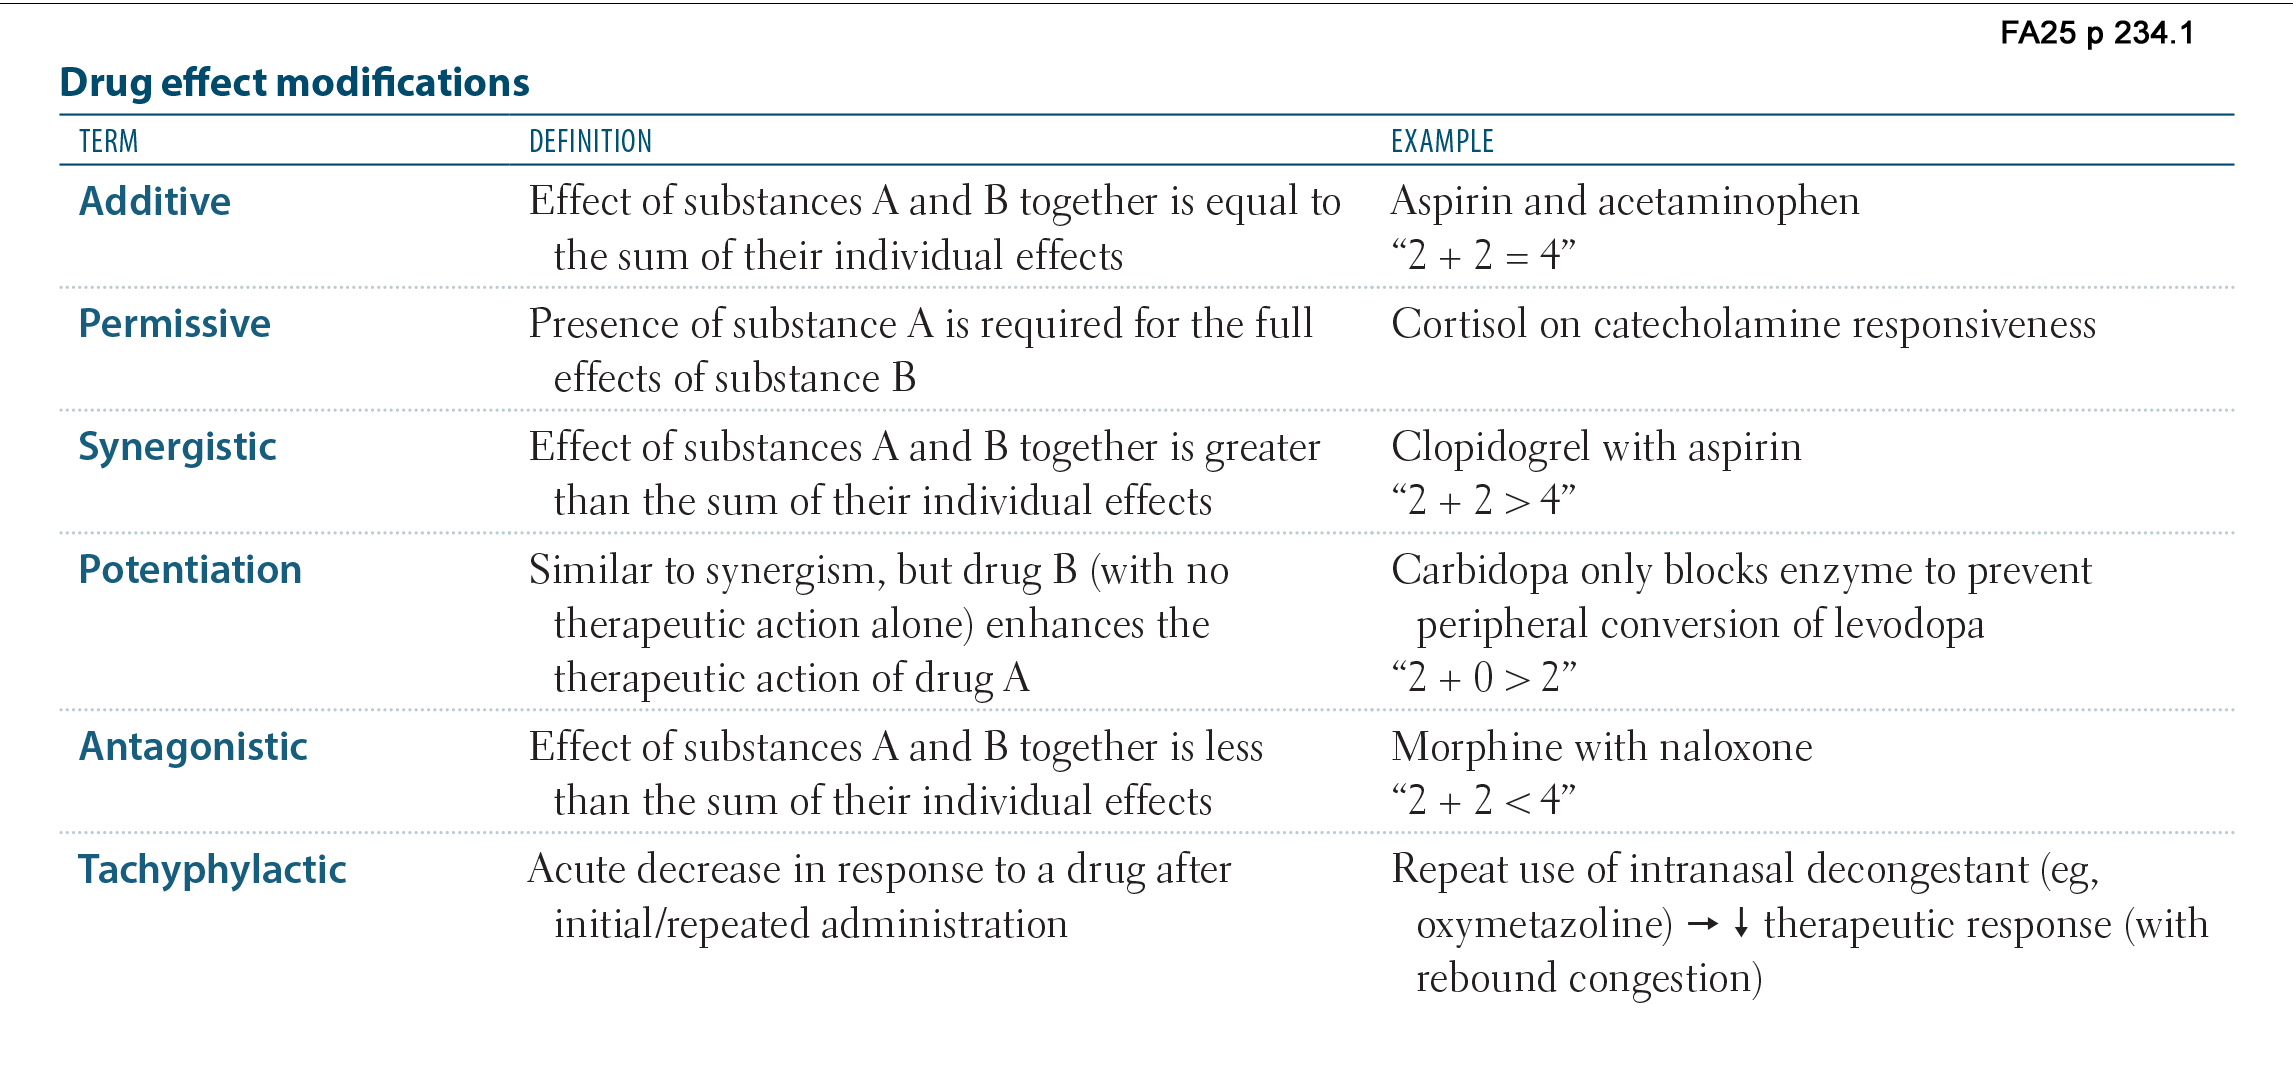 FA25 p 234.1
Drug effect modifications
TERM DEFINITION EXAMPLE
Additive Effect of substances A and B together is equal to Aspirin and acetaminophen
the sum of their individual effects “2 + 2 = 4”
Permissive Presence of substance A is required for the full Cortisol on catecholamine responsiveness
effects of substance B
Synergistic Effect of substances A and B together is greater Clopidogrel with aspirin
than the sum of their individual effects “2 + 2 > 4”
Potentiation Similar to synergism, but drug B (with no Carbidopa only blocks enzyme to prevent
therapeutic action alone) enhances the peripheral conversion of levodopa
therapeutic action of drug A “2 + 0 > 2”
Antagonistic Effect of substances A and B together is less Morphine with naloxone
than the sum of their individual effects “2 + 2 < 4”
Tachyphylactic Acute decrease in response to a drug after Repeat use of intranasal decongestant (eg,
initial/repeated administration oxymetazoline) → ↓ therapeutic response (with
rebound congestion)